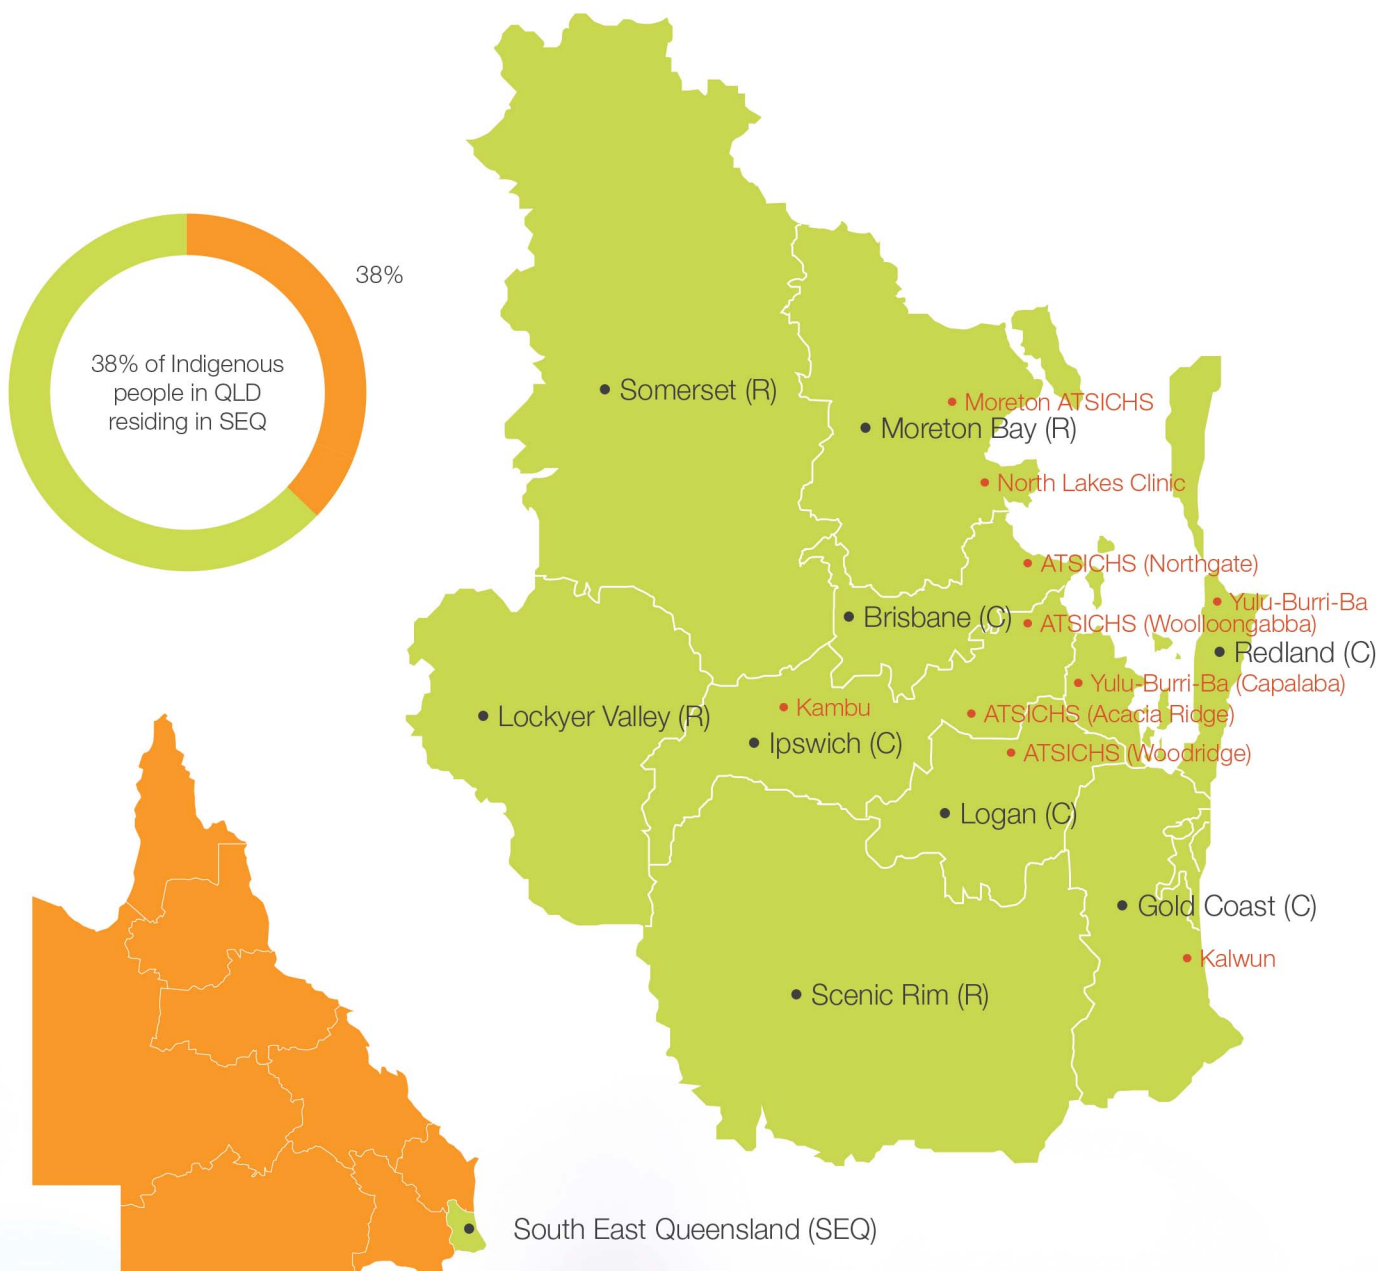 38%
38% of Indigenous
people in QLD
residing in SEQ
Somerset (R)
Moreton ATSICHS
Moreton Bay (R)
North Lakes Clinic
ATSICHS (Northgate)
Yulu-Burri-Ba
Brisbane (C)
ATSICHS (Woolloongabba)
Redland (C)
Yulu-Burri-Ba (Capalaba)
Kambu
Lockyer Valley (R)
ATSICHS (Acacia Ridge)
Ipswich (C)
ATSICHS (Woodridge)
Logan (C)
Gold Coast (C)
Kalwun
Scenic Rim (R)
South East Queensland (SEQ)